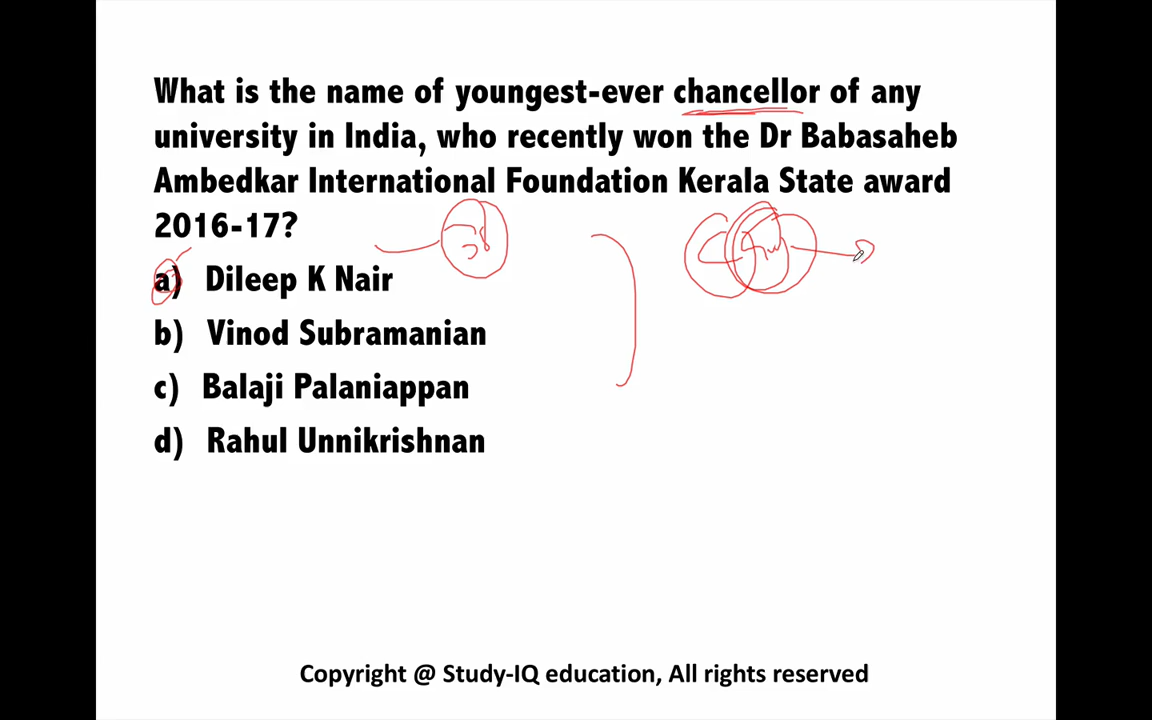 What is the name of youngest-ever chancellor of any
university in India, who recently won the Dr Babasaheb
Ambedkar International Foundation Kerala State award
2016-17?
a) Dileep K Nair
b) Vinod Subramanian
c) Balaji Palaniappan
d) Rahul Unnikrishnan
Copyright @ Study-IQ education, All rights reserved